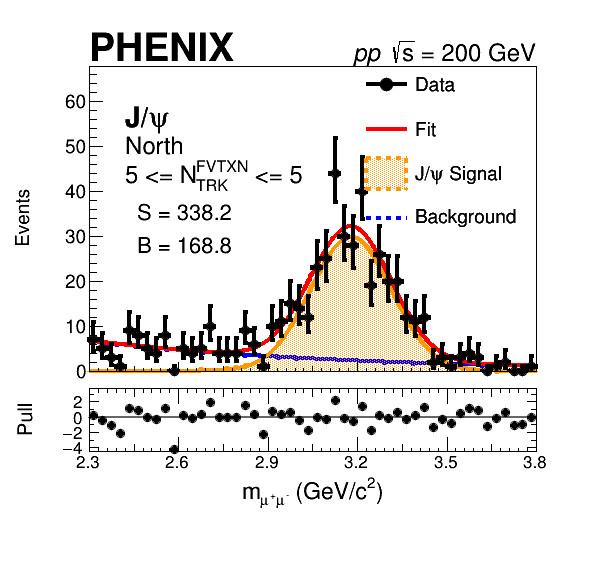 PHENIX
pp √s = 200 GeV
Data
Fit
J/ψ Signal
Background
J/ψ
North
5 <= N_TRK^FVTXN <= 5
S = 338.2
B = 168.8
Events
60
50
40
30
20
10
0
Pull
2
0
−2
−4
2.3 2.6 2.9 3.2 3.5 3.8
m_μ⁺μ⁻ (GeV/c²)